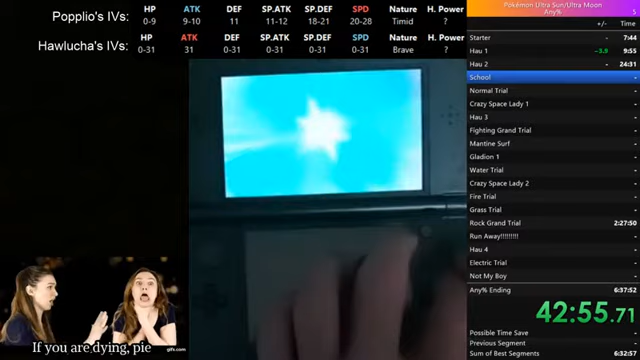 HP ATK DEF SP.ATK SP.DEF SPD Nature H. Power
Popplio's IVs: 0-9 9-10 11 11-12 18-21 20-28 Timid ?
HP ATK DEF SP.ATK SP.DEF SPD Nature H. Power
Hawlucha's IVs: 0-31 31 0-31 0-31 0-31 0-31 Brave ?
If you are dying, pie
gifs.com
Pokémon Ultra Sun/Ultra Moon
Any% 5
+/- Time
Starter - 7:44
Hau 1 -3.9 9:55
Hau 2 - 24:31
School -
Normal Trial -
Crazy Space Lady 1 -
Hau 3 -
Fighting Grand Trial -
Mantine Surf -
Gladion 1 -
Water Trial -
Crazy Space Lady 2 -
Fire Trial -
Grass Trial -
Rock Grand Trial 2:27:50
Run Away!!!!!!!!! -
Hau 4 -
Electric Trial -
Not My Boy -
Any% Ending 6:37:52
42:55.71
Possible Time Save -
Previous Segment -
Sum of Best Segments 6:32:57